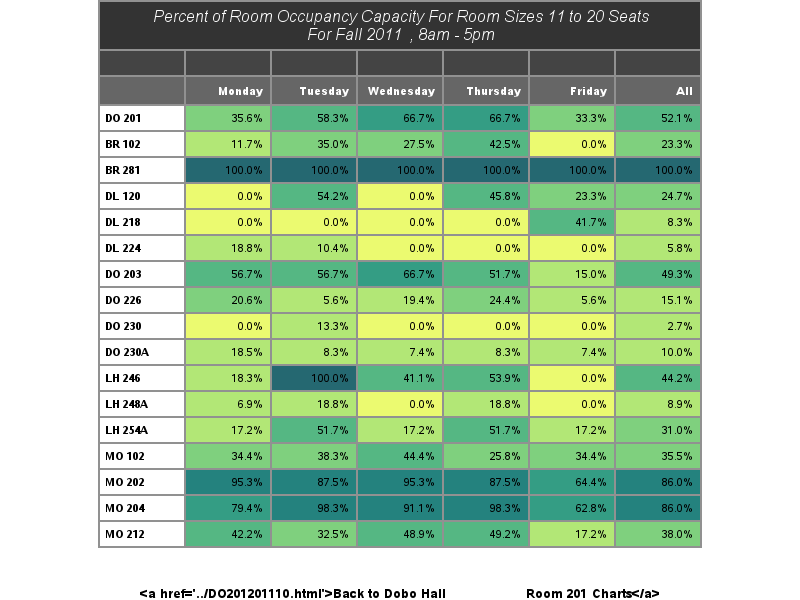 Percent of Room Occupancy Capacity For Room Sizes 11 to 20 Seats
For Fall 2011 , 8am - 5pm
Monday Tuesday Wednesday Thursday Friday All
DO 201 35.6% 58.3% 66.7% 66.7% 33.3% 52.1%
BR 102 11.7% 35.0% 27.5% 42.5% 0.0% 23.3%
BR 281 100.0% 100.0% 100.0% 100.0% 100.0% 100.0%
DL 120 0.0% 54.2% 0.0% 45.8% 23.3% 24.7%
DL 218 0.0% 0.0% 0.0% 0.0% 41.7% 8.3%
DL 224 18.8% 10.4% 0.0% 0.0% 0.0% 5.8%
DO 203 56.7% 56.7% 66.7% 51.7% 15.0% 49.3%
DO 226 20.6% 5.6% 19.4% 24.4% 5.6% 15.1%
DO 230 0.0% 13.3% 0.0% 0.0% 0.0% 2.7%
DO 230A 18.5% 8.3% 7.4% 8.3% 7.4% 10.0%
LH 246 18.3% 100.0% 41.1% 53.9% 0.0% 44.2%
LH 248A 6.9% 18.8% 0.0% 18.8% 0.0% 8.9%
LH 254A 17.2% 51.7% 17.2% 51.7% 17.2% 31.0%
MO 102 34.4% 38.3% 44.4% 25.8% 34.4% 35.5%
MO 202 95.3% 87.5% 95.3% 87.5% 64.4% 86.0%
MO 204 79.4% 98.3% 91.1% 98.3% 62.8% 86.0%
MO 212 42.2% 32.5% 48.9% 49.2% 17.2% 38.0%
<a href='../DO201201110.html'>Back to Dobo Hall Room 201 Charts</a>